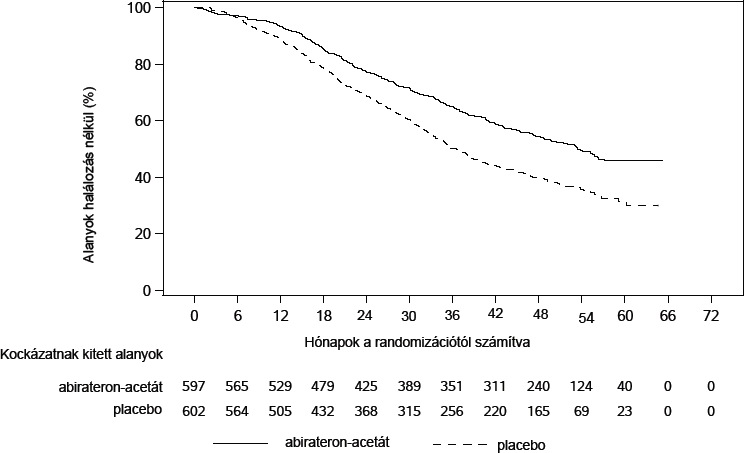 Alanyok halálozás nélkül (%)
100
80
60
40
20
0
0 6 12 18 24 30 36 42 48 54 60 66 72
Hónapok a randomizációtól számítva
Kockázatnak kitett alanyok
abirateron-acetát 597 565 529 479 425 389 351 311 240 124 40 0 0
placebo 602 564 505 432 368 315 256 220 165 69 23 0 0
abirateron-acetát placebo